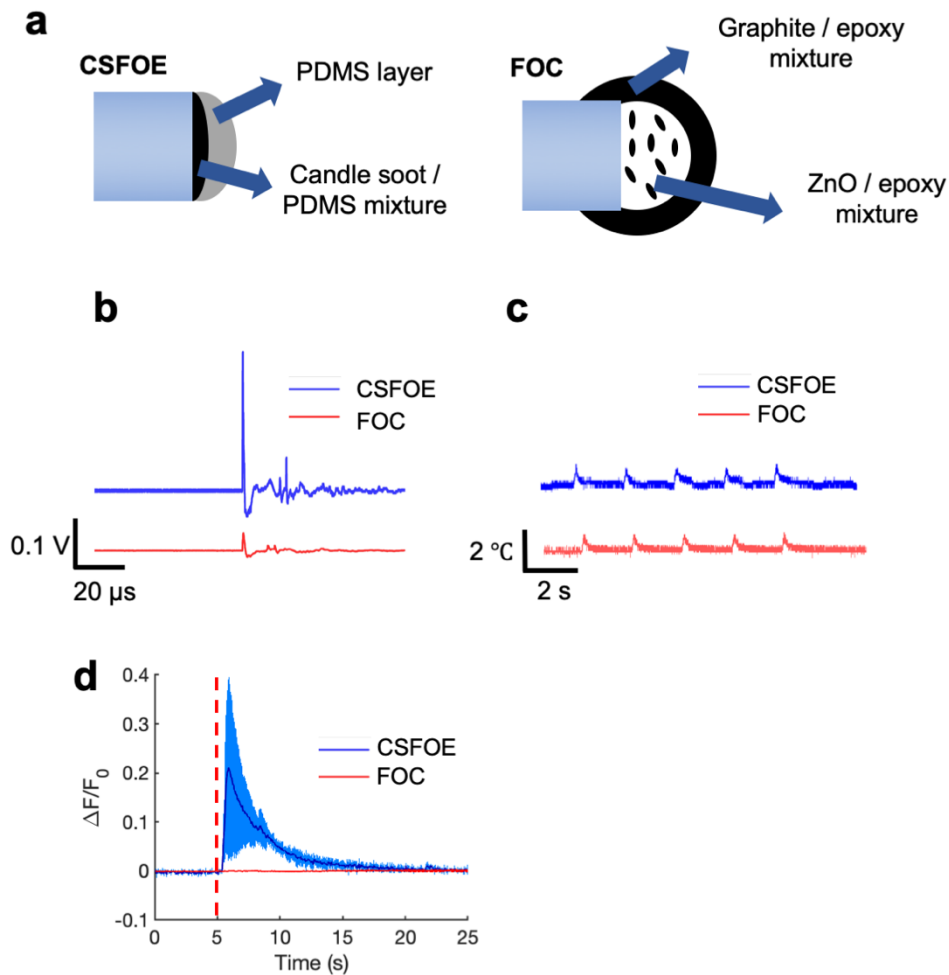 a
CSFOE
PDMS layer
Candle soot /
PDMS mixture
FOC
Graphite / epoxy
mixture
ZnO / epoxy
mixture
b
CSFOE
FOC
0.1 V
20 μs
c
CSFOE
FOC
2 ℃
2 s
d
CSFOE
FOC
ΔF/F0
0.4
0.3
0.2
0.1
0
-0.1
0
5
10
15
20
25
Time (s)